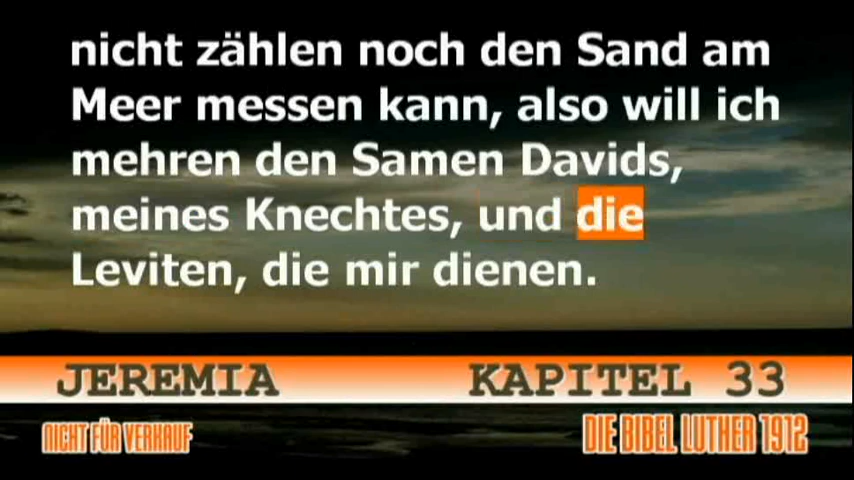 nicht zählen noch den Sand am
Meer messen kann, also will ich
mehren den Samen Davids,
meines Knechtes, und die
Leviten, die mir dienen.
JEREMIA KAPITEL 33
NICHT FÜR VERKAUF DIE BIBEL LUTHER 1912